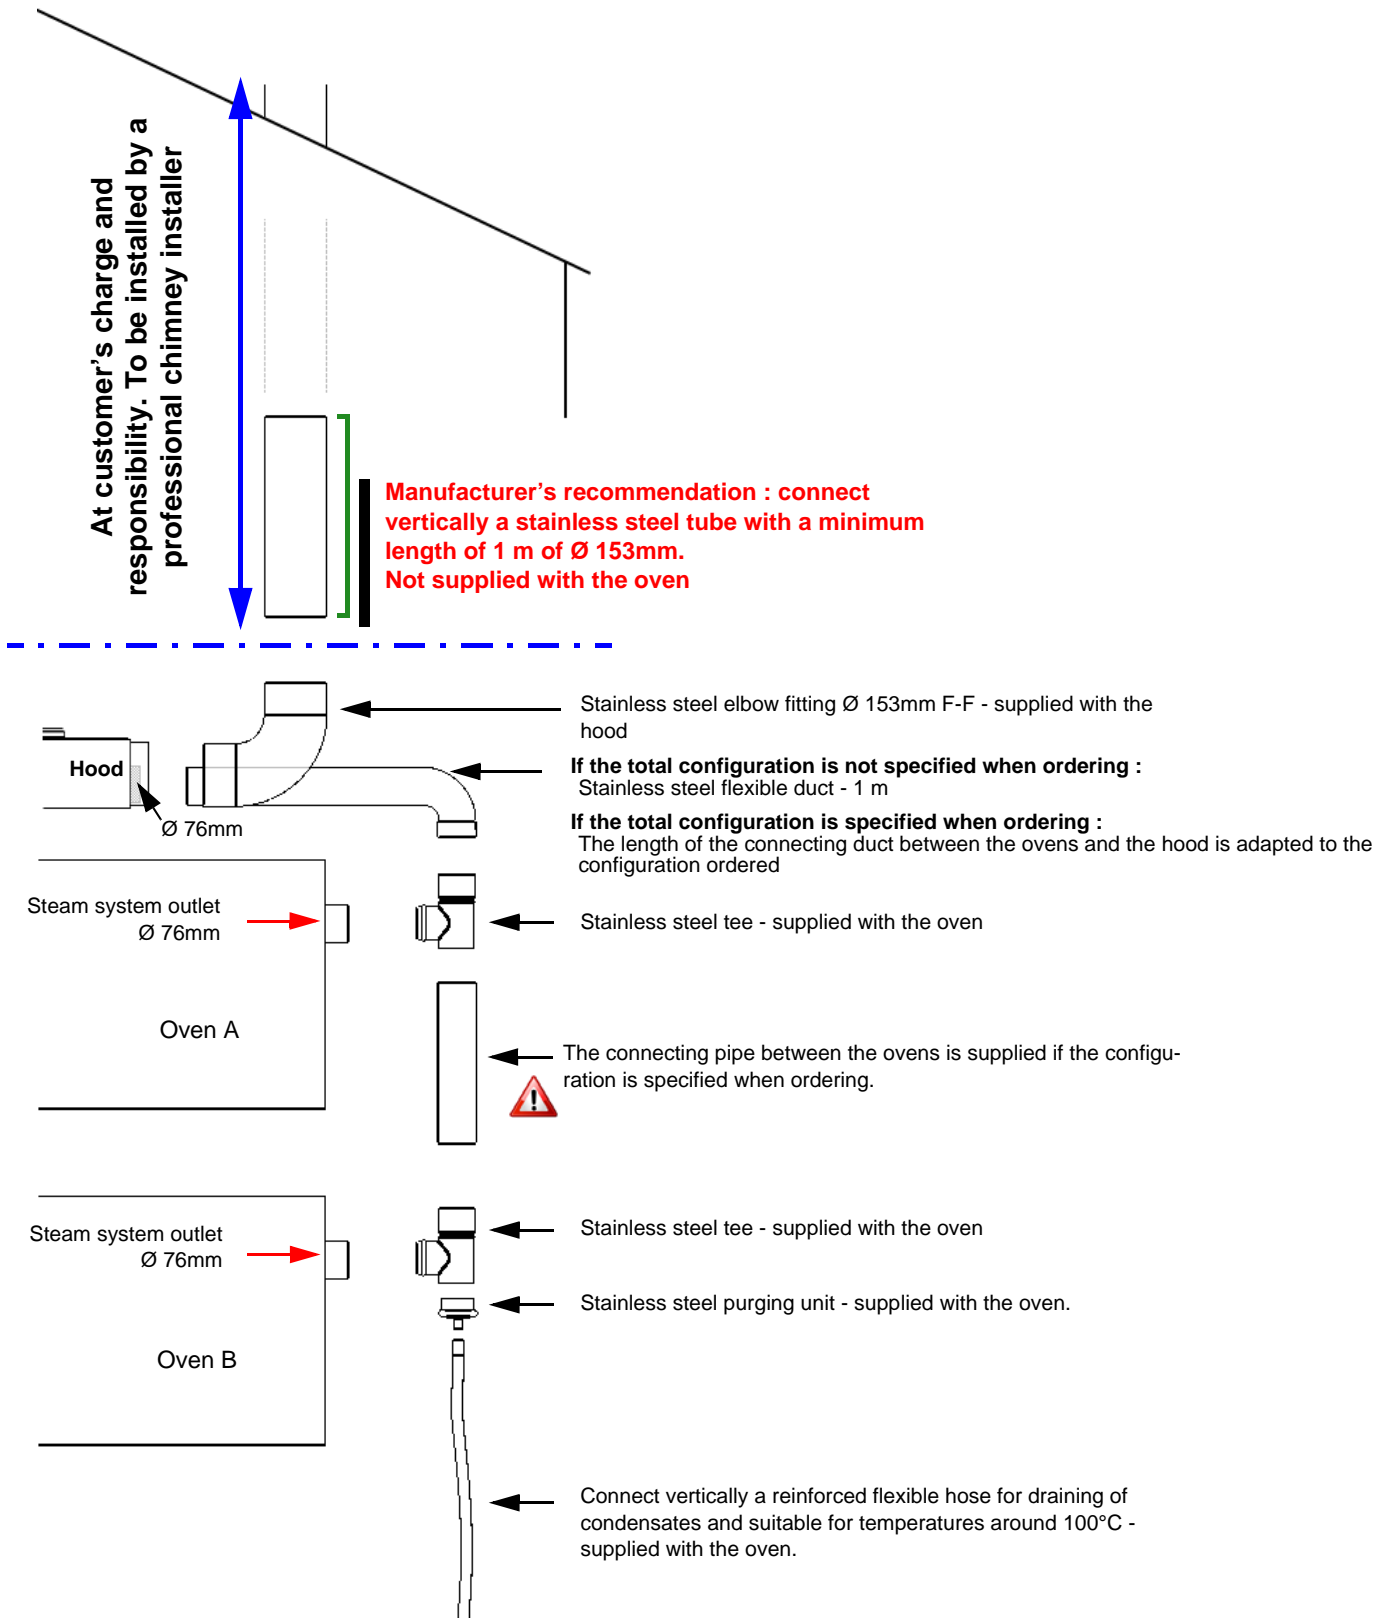 At customer's charge and
responsibility. To be installed by a
professional chimney installer
Manufacturer's recommendation : connect
vertically a stainless steel tube with a minimum
length of 1 m of Ø 153mm.
Not supplied with the oven
Stainless steel elbow fitting Ø 153mm F-F - supplied with the
hood
Hood
Ø 76mm
If the total configuration is not specified when ordering :
Stainless steel flexible duct - 1 m
If the total configuration is specified when ordering :
The length of the connecting duct between the ovens and the hood is adapted to the
configuration ordered
Steam system outlet
Ø 76mm
Stainless steel tee - supplied with the oven
Oven A
The connecting pipe between the ovens is supplied if the configu-
ration is specified when ordering.
Steam system outlet
Ø 76mm
Stainless steel tee - supplied with the oven
Stainless steel purging unit - supplied with the oven.
Oven B
Connect vertically a reinforced flexible hose for draining of
condensates and suitable for temperatures around 100°C -
supplied with the oven.